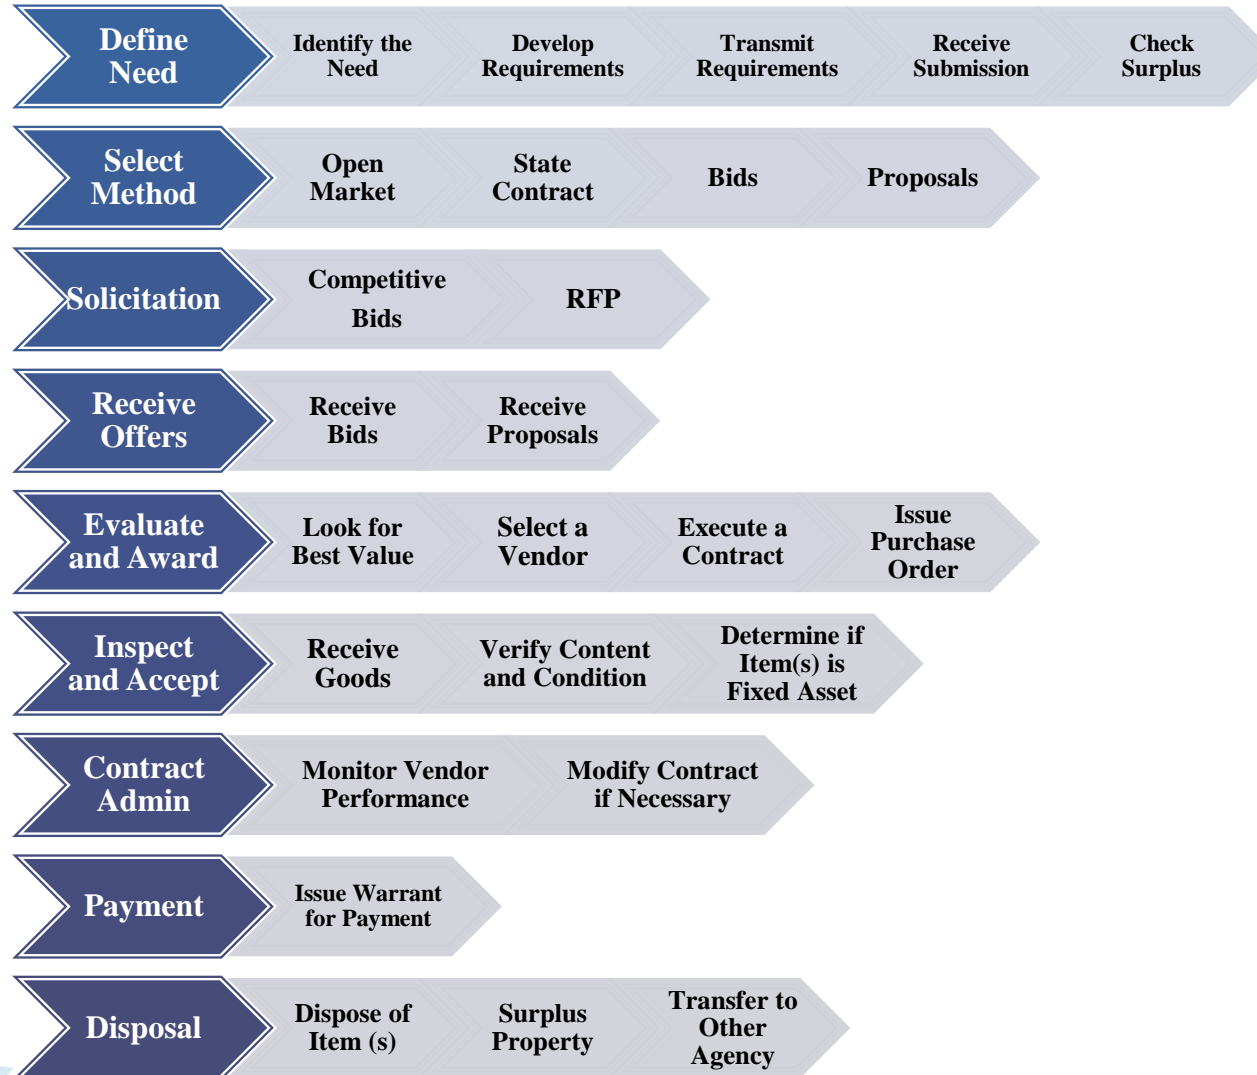 Define
Need
Identify the
Need
Develop
Requirements
Transmit
Requirements
Receive
Submission
Check
Surplus
Select
Method
Open
Market
State
Contract
Bids
Proposals
Solicitation
Competitive
Bids
RFP
Receive
Offers
Receive
Bids
Receive
Proposals
Evaluate
and Award
Look for
Best Value
Select a
Vendor
Execute a
Contract
Issue
Purchase
Order
Inspect
and Accept
Receive
Goods
Verify Content
and Condition
Determine if
Item(s) is
Fixed Asset
Contract
Admin
Monitor Vendor
Performance
Modify Contract
if Necessary
Payment
Issue Warrant
for Payment
Disposal
Dispose of
Item (s)
Surplus
Property
Transfer to
Other
Agency